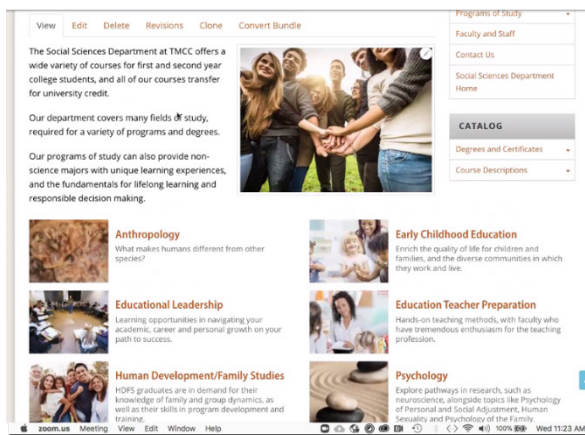 View Edit Delete Revisions Clone Convert Bundle
The Social Sciences Department at TMCC offers a
wide variety of courses for first and second year
college students, and all of our courses transfer
for university credit.
Our department covers many fields of study,
required for a variety of programs and degrees.
Our programs of study can also provide non-
science majors with unique learning experiences,
and the fundamentals for lifelong learning and
responsible decision making.
Programs of Study
Faculty and Staff
Contact Us
Social Sciences Department
Home
CATALOG
Degrees and Certificates
Course Descriptions
Anthropology
What makes humans different from other
species?
Early Childhood Education
Enrich the quality of life for children and
families, and the diverse communities in which
they work and live.
Educational Leadership
Learning opportunities in navigating your
academic, career and personal growth on your
path to success.
Education Teacher Preparation
Hands-on teaching methods, with faculty who
have tremendous enthusiasm for the teaching
profession.
Human Development/Family Studies
HDFS graduates are in demand for their
knowledge of family and group dynamics, as
well as their skills in program development and
training.
Psychology
Explore pathways in research, such as
neuroscience, alongside topics like Psychology
of Personal and Social Adjustment, Human
Sexuality and Psychology of the Family.
zoom.us Meeting View Edit Window Help 100% Wed 11:23 AM